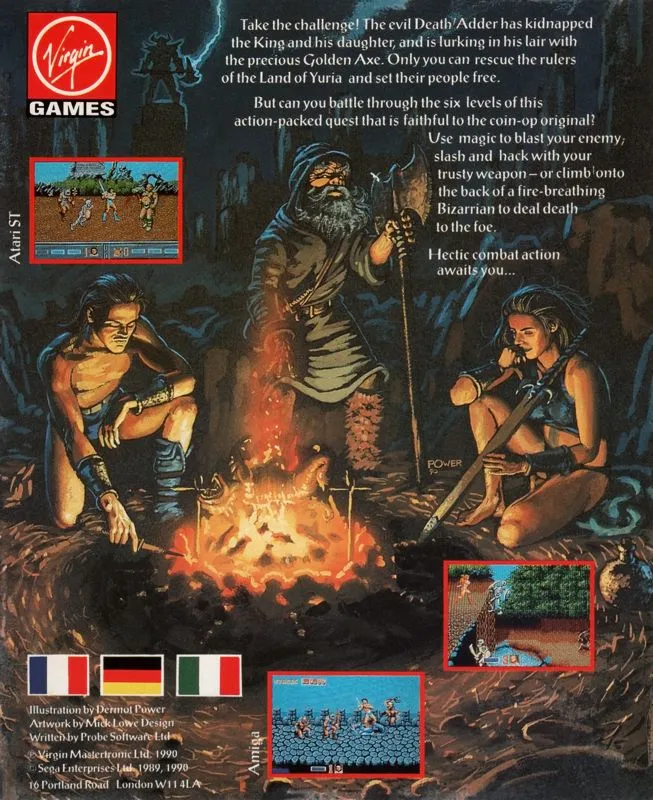 Virgin
GAMES
Take the challenge! The evil Death Adder has kidnapped
the King and his daughter, and is lurking in his lair with
the precious Golden Axe. Only you can rescue the rulers
of the Land of Yuria and set their people free.
But can you battle through the six levels of this
action-packed quest that is faithful to the coin-op original?
Use magic to blast your enemy;
slash and hack with your
trusty weapon – or climb onto
the back of a fire-breathing
Bizarrian to deal death
to the foe.
Hectic combat action
awaits you...
Atari ST
POWER
90
Amiga
Illustration by Dermot Power
Artwork by Mick Lowe Design
Written by Probe Software Ltd
© Virgin Mastertronic Ltd. 1990
© Sega Enterprises Ltd. 1989, 1990
16 Portland Road London W11 4LA